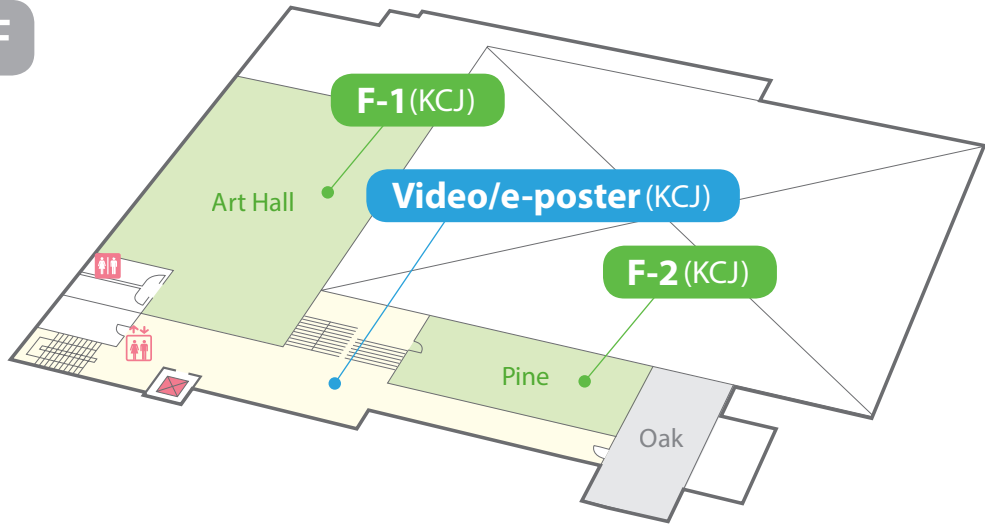 F
F-1 (KCJ)
Video/e-poster (KCJ)
Art Hall
F-2 (KCJ)
Pine
Oak